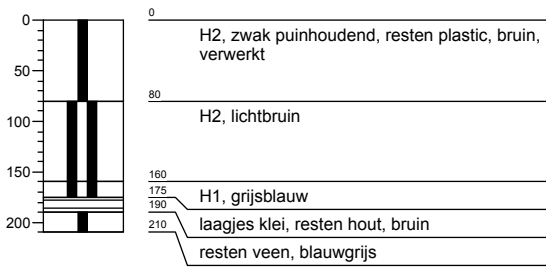 0
0
H2, zwak puinhoudend, resten plastic, bruin,
verwerkt
50
80
H2, lichtbruin
100
150
160
175
H1, grijsblauw
190
laagjes klei, resten hout, bruin
200
210
resten veen, blauwgrijs